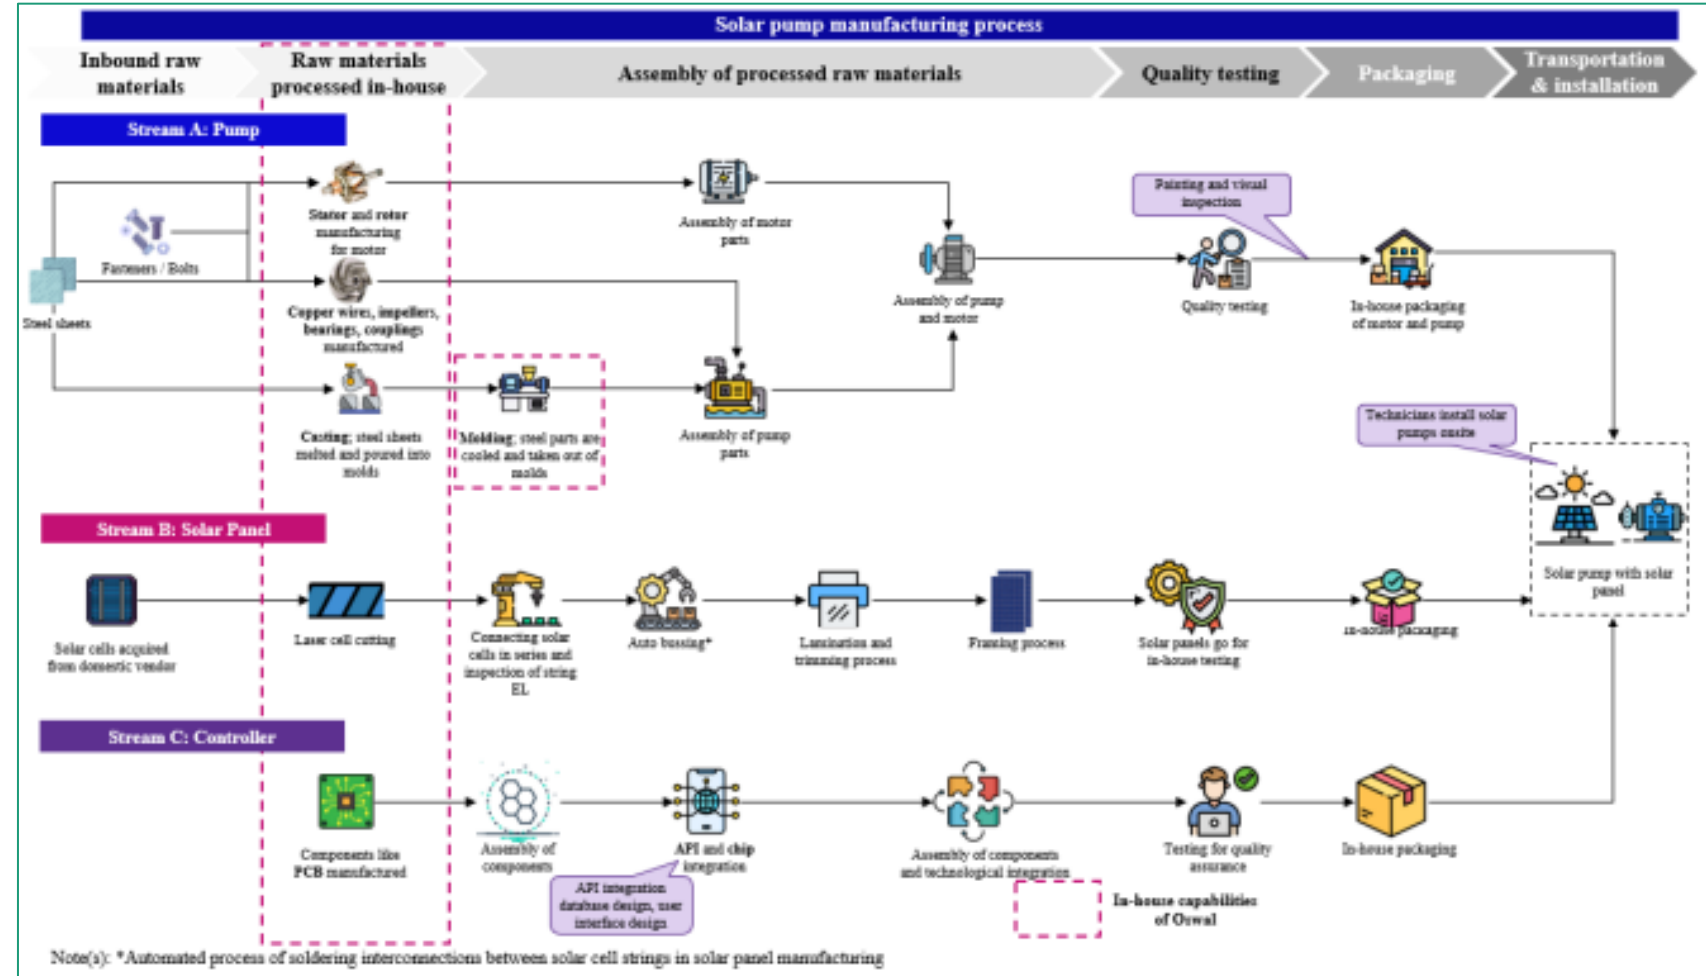 Solar pump manufacturing process
Inbound raw
materials
Raw materials
processed in-house
Assembly of processed raw materials
Quality testing
Packaging
Transportation
& installation
Stream A: Pump
Steel sheets
Fasteners / Bolts
Stator and rotor
manufacturing
for motor
Copper wires, impellers,
bearings, couplings
manufactured
Casting; steel sheets
melted and poured into
molds
Molding; steel parts are
cooled and taken out of
molds
Assembly of motor
parts
Assembly of pump
parts
Assembly of pump
and motor
Painting and visual
inspection
Quality testing
In-house packaging
of motor and pump
Technicians install solar
pumps onsite
Solar pump with solar
panel
Stream B: Solar Panel
Solar cells acquired
from domestic vendor
Laser cell cutting
Connecting solar
cells in series and
inspection of string
EL
Auto bussing*
Lamination and
trimming process
Framing process
Solar panels go for
in-house testing
In-house packaging
Stream C: Controller
Components like
PCB manufactured
Assembly of
components
API and chip
integration
API integration
database design, user
interface design
Assembly of components
and technological integration
Testing for quality
assurance
In-house packaging
In-house capabilities
of Oswal
Note(s): *Automated process of soldering interconnections between solar cell strings in solar panel manufacturing